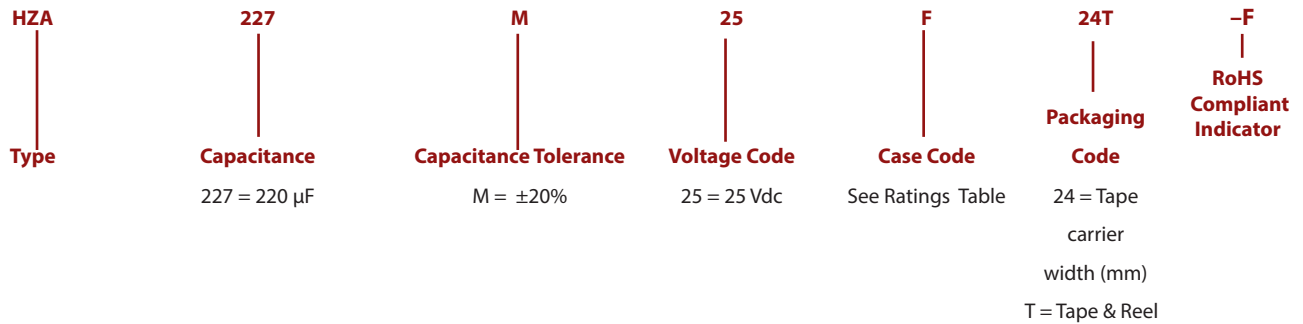 HZA 227 M 25 F 24T –F
RoHS
Compliant
Indicator
Packaging
Type Capacitance Capacitance Tolerance Voltage Code Case Code Code
227 = 220 µF M = ±20% 25 = 25 Vdc See Ratings Table 24 = Tape
carrier
width (mm)
T = Tape & Reel